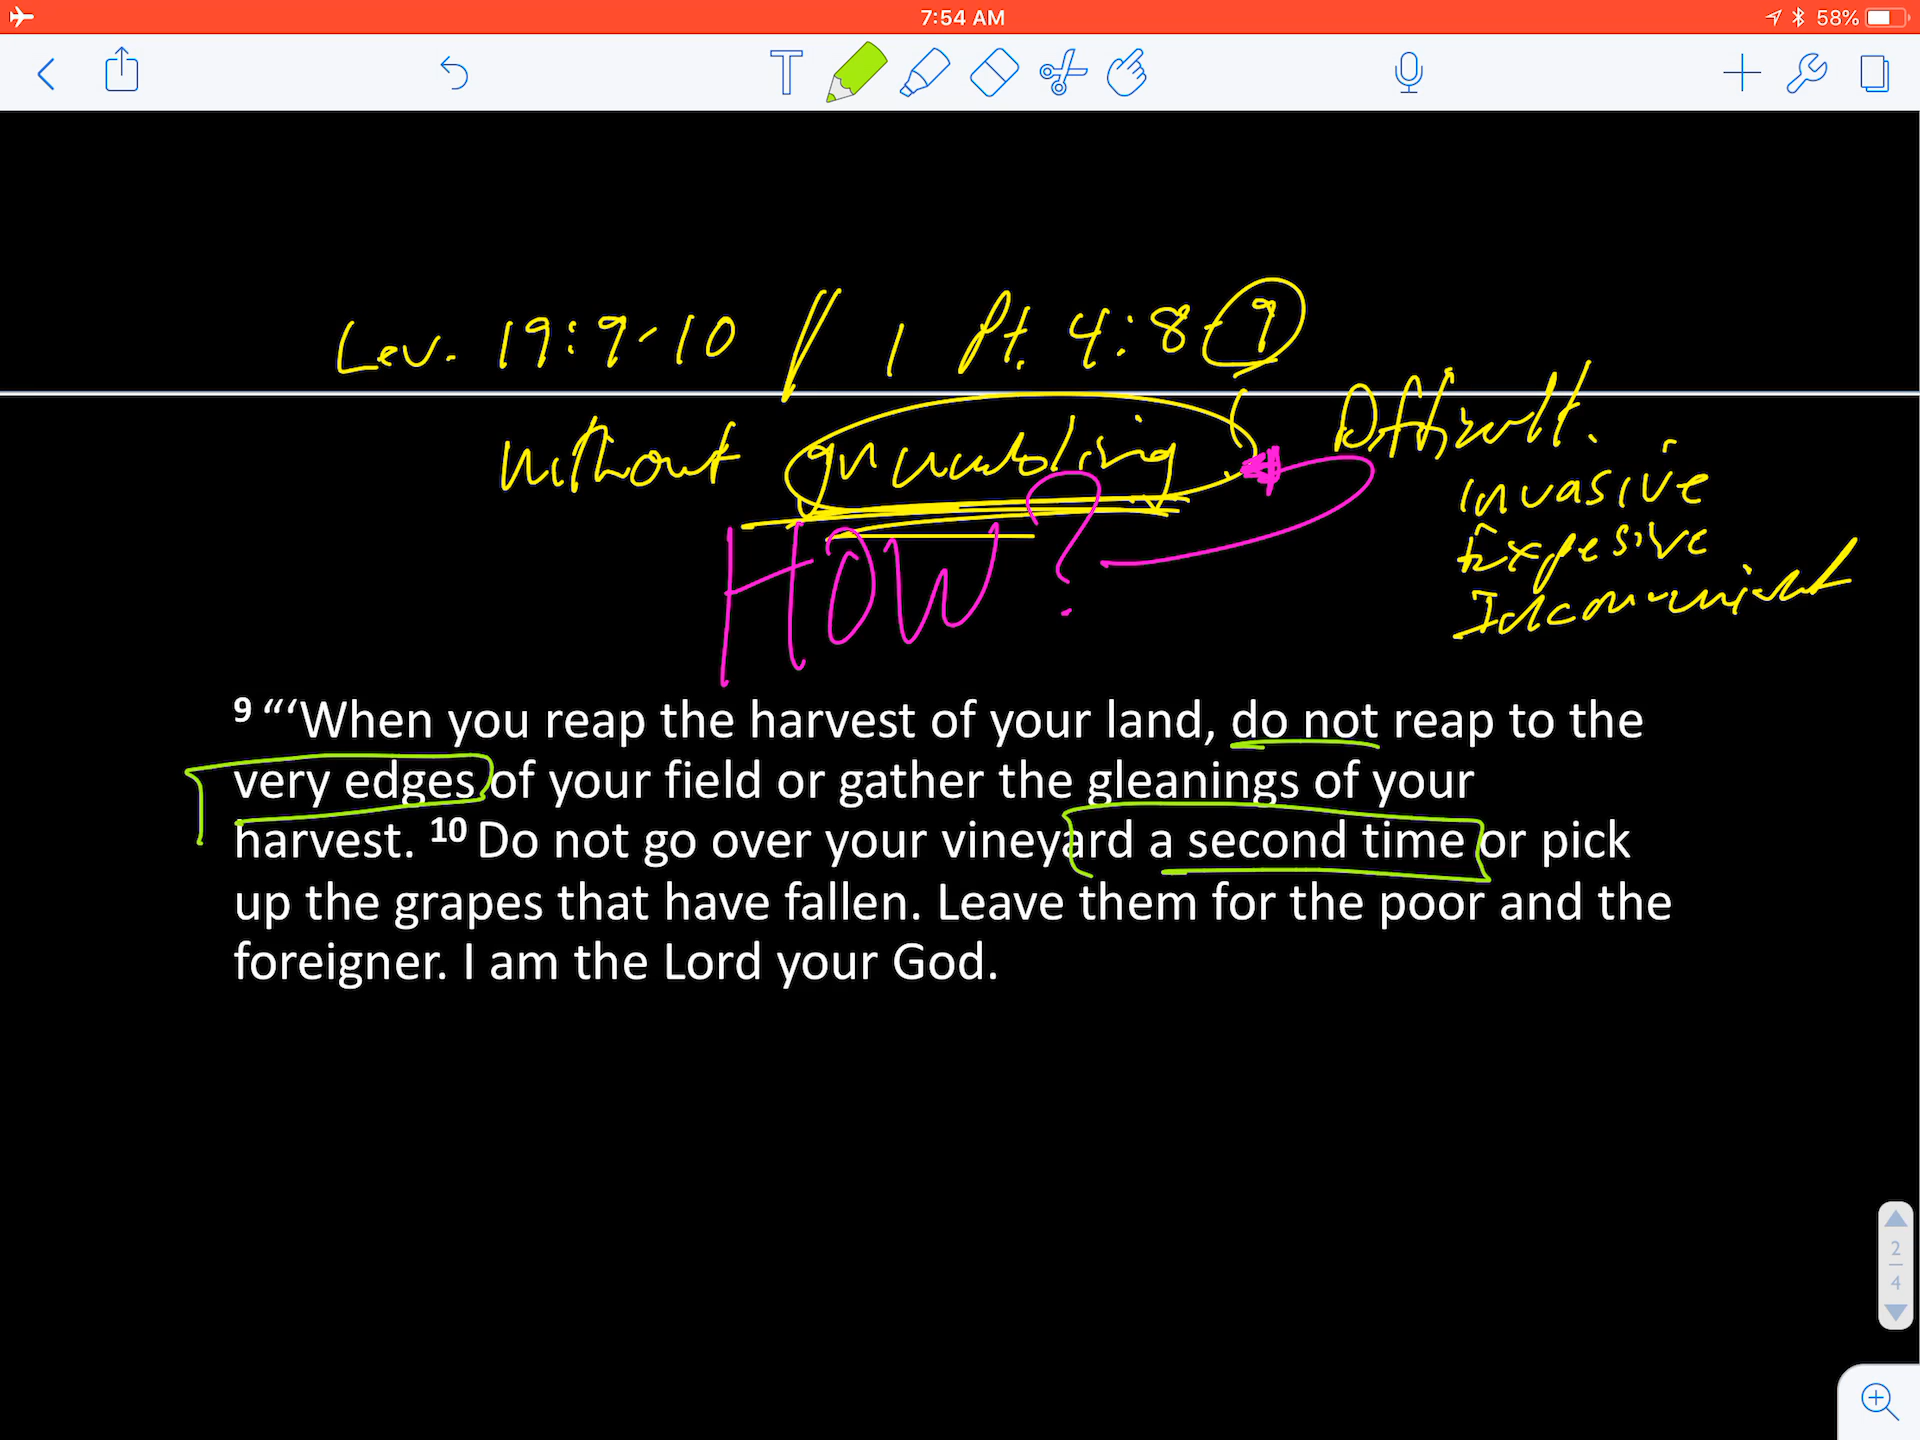 7:54 AM
58%
T
Lev. 19:9-10 // 1 Pt. 4:8-9
without grumbling
Difficult.
invasive
Expesive
Inconvenient
HOW?
9 “‘When you reap the harvest of your land, do not reap to the
very edges of your field or gather the gleanings of your
harvest. 10 Do not go over your vineyard a second time or pick
up the grapes that have fallen. Leave them for the poor and the
foreigner. I am the Lord your God.
2
4